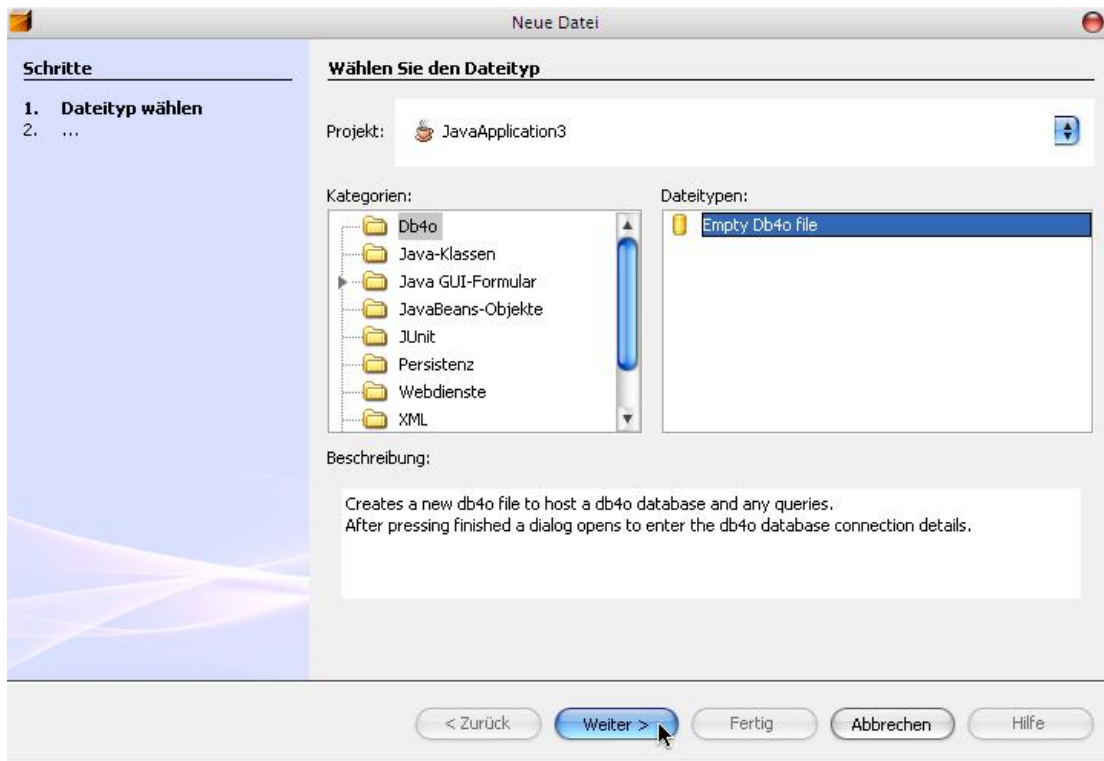 Neue Datei
Schritte
1. Dateityp wählen
2. ...
Wählen Sie den Dateityp
Projekt: JavaApplication3
Kategorien:
Db4o
Java-Klassen
Java GUI-Formular
JavaBeans-Objekte
JUnit
Persistenz
Webdienste
XML
Dateitypen:
Empty Db4o file
Beschreibung:
Creates a new db4o file to host a db4o database and any queries.
After pressing finished a dialog opens to enter the db4o database connection details.
< Zurück Weiter > Fertig Abbrechen Hilfe